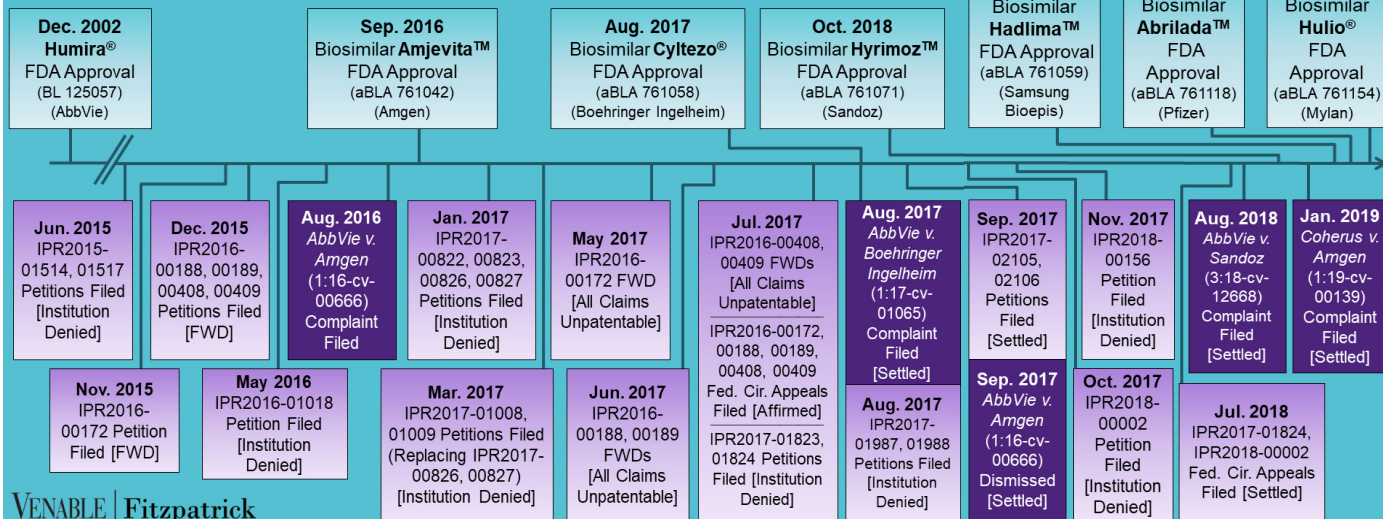 Dec. 2002
Humira®
FDA Approval
(BL 125057)
(AbbVie)
Sep. 2016
Biosimilar Amjevita™
FDA Approval
(aBLA 761042)
(Amgen)
Aug. 2017
Biosimilar Cyltezo®
FDA Approval
(aBLA 761058)
(Boehringer Ingelheim)
Oct. 2018
Biosimilar Hyrimoz™
FDA Approval
(aBLA 761071)
(Sandoz)
Biosimilar
Hadlima™
FDA Approval
(aBLA 761059)
(Samsung
Bioepis)
Biosimilar
Abrilada™
FDA
Approval
(aBLA 761118)
(Pfizer)
Biosimilar
Hulio®
FDA
Approval
(aBLA 761154)
(Mylan)
Jun. 2015
IPR2015-
01514, 01517
Petitions Filed
[Institution
Denied]
Dec. 2015
IPR2016-
00188, 00189,
00408, 00409
Petitions Filed
[FWD]
Aug. 2016
AbbVie v.
Amgen
(1:16-cv-
00666)
Complaint
Filed
Jan. 2017
IPR2017-
00822, 00823,
00826, 00827
Petitions Filed
[Institution
Denied]
May 2017
IPR2016-
00172 FWD
[All Claims
Unpatentable]
Jul. 2017
IPR2016-00408,
00409 FWDs
[All Claims
Unpatentable]
IPR2016-00172,
00188, 00189,
00408, 00409
Fed. Cir. Appeals
Filed [Affirmed]
IPR2017-01823,
01824 Petitions
Filed [Institution
Denied]
Aug. 2017
AbbVie v.
Boehringer
Ingelheim
(1:17-cv-
01065)
Complaint
Filed
[Settled]
Sep. 2017
IPR2017-
02105,
02106
Petitions
Filed
[Settled]
Nov. 2017
IPR2018-
00156
Petition
Filed
[Institution
Denied]
Aug. 2018
AbbVie v.
Sandoz
(3:18-cv-
12668)
Complaint
Filed
[Settled]
Jan. 2019
Coherus v.
Amgen
(1:19-cv-
00139)
Complaint
Filed
[Settled]
Nov. 2015
IPR2016-
00172 Petition
Filed [FWD]
May 2016
IPR2016-01018
Petition Filed
[Institution
Denied]
Mar. 2017
IPR2017-01008,
01009 Petitions Filed
(Replacing IPR2017-
00826, 00827)
[Institution Denied]
Jun. 2017
IPR2016-
00188, 00189
FWDs
[All Claims
Unpatentable]
Aug. 2017
IPR2017-
01987, 01988
Petitions Filed
[Institution
Denied]
Sep. 2017
AbbVie v.
Amgen
(1:16-cv-
00666)
Dismissed
[Settled]
Oct. 2017
IPR2018-
00002
Petition
Filed
[Institution
Denied]
Jul. 2018
IPR2017-01824,
IPR2018-00002
Fed. Cir. Appeals
Filed [Settled]
VENABLE | Fitzpatrick